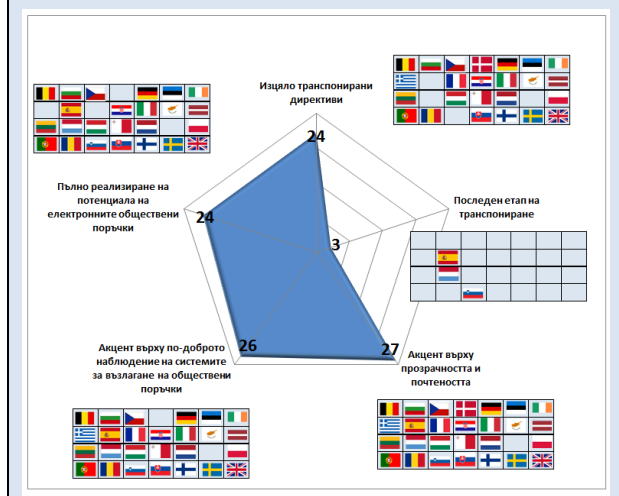 Изцяло транспонирани
директиви
24
Пълно реализиране на
потенциала на
електронните обществени
поръчки
24
Последен етап на
транспониране
3
Акцент върху по-доброто
наблюдение на системите
за възлагане на обществени
поръчки
26
27
Акцент върху
прозрачността и
почтеността